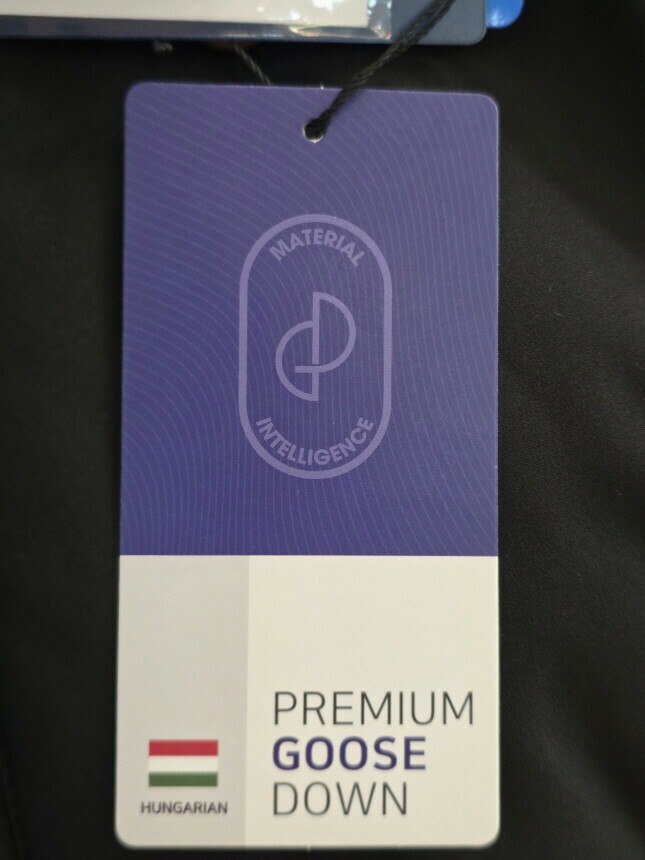 MATERIAL
INTELLIGENCE
PREMIUM
GOOSE
DOWN
HUNGARIAN